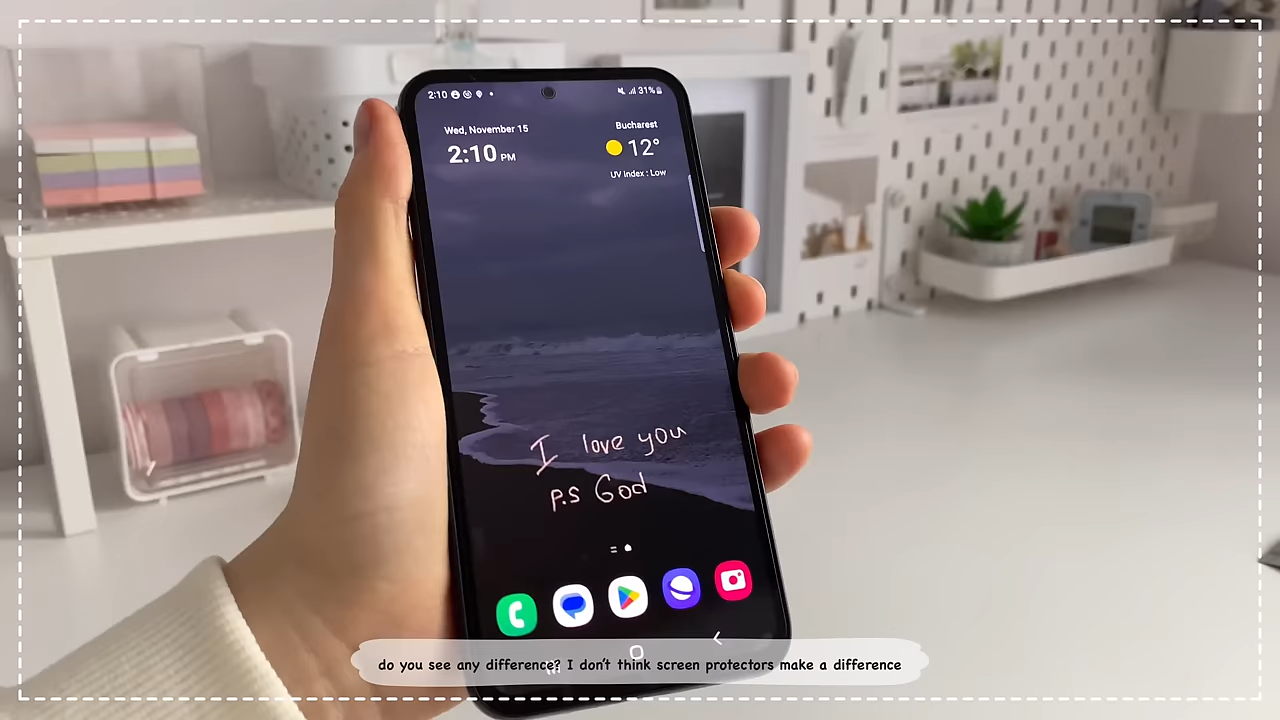 2:10
31%
Wed, November 15
Bucharest
2:10 PM
12°
UV index : Low
I love you
p.s God
do you see any difference? I don't think screen protectors make a difference